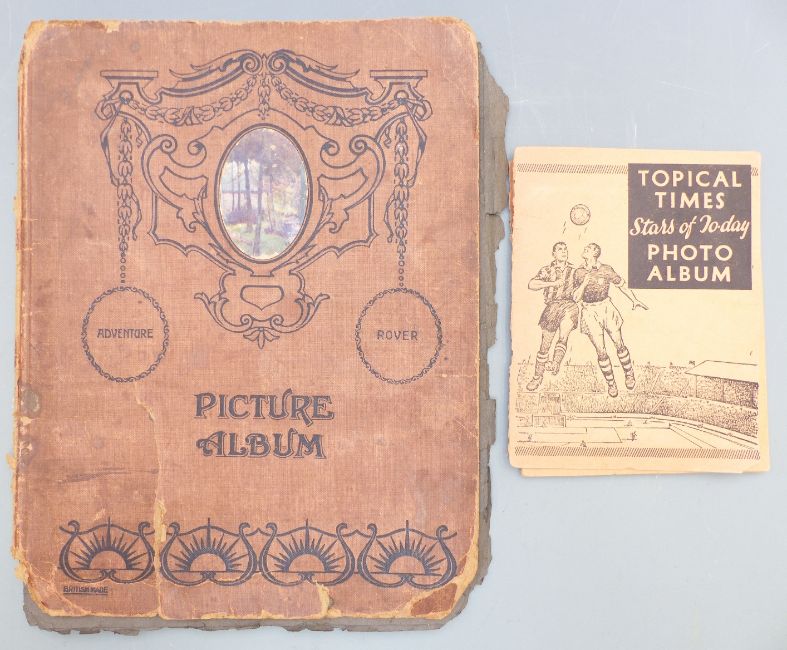 ADVENTURE
ROVER
PICTURE
ALBUM
BRITISH MADE
TOPICAL
TIMES
Stars of To-day
PHOTO
ALBUM